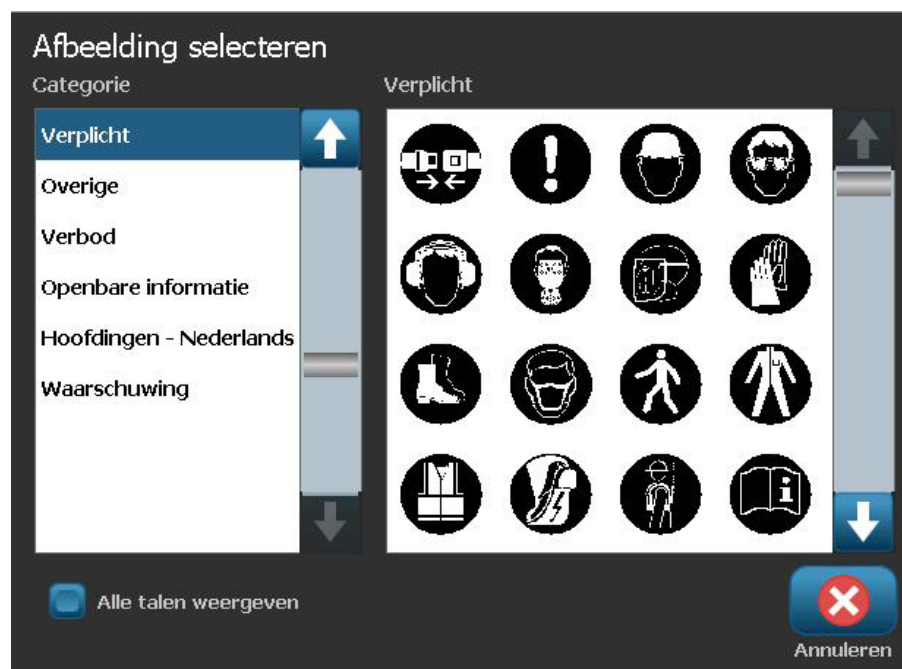 Afbeelding selecteren
Categorie
Verplicht
Verplicht
Overige
Verbod
Openbare informatie
Hoofdingen - Nederlands
Waarschuwing
Alle talen weergeven
Annuleren